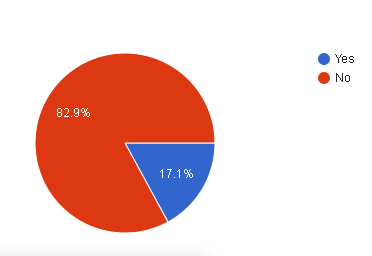 Yes
No
82.9%
17.1%